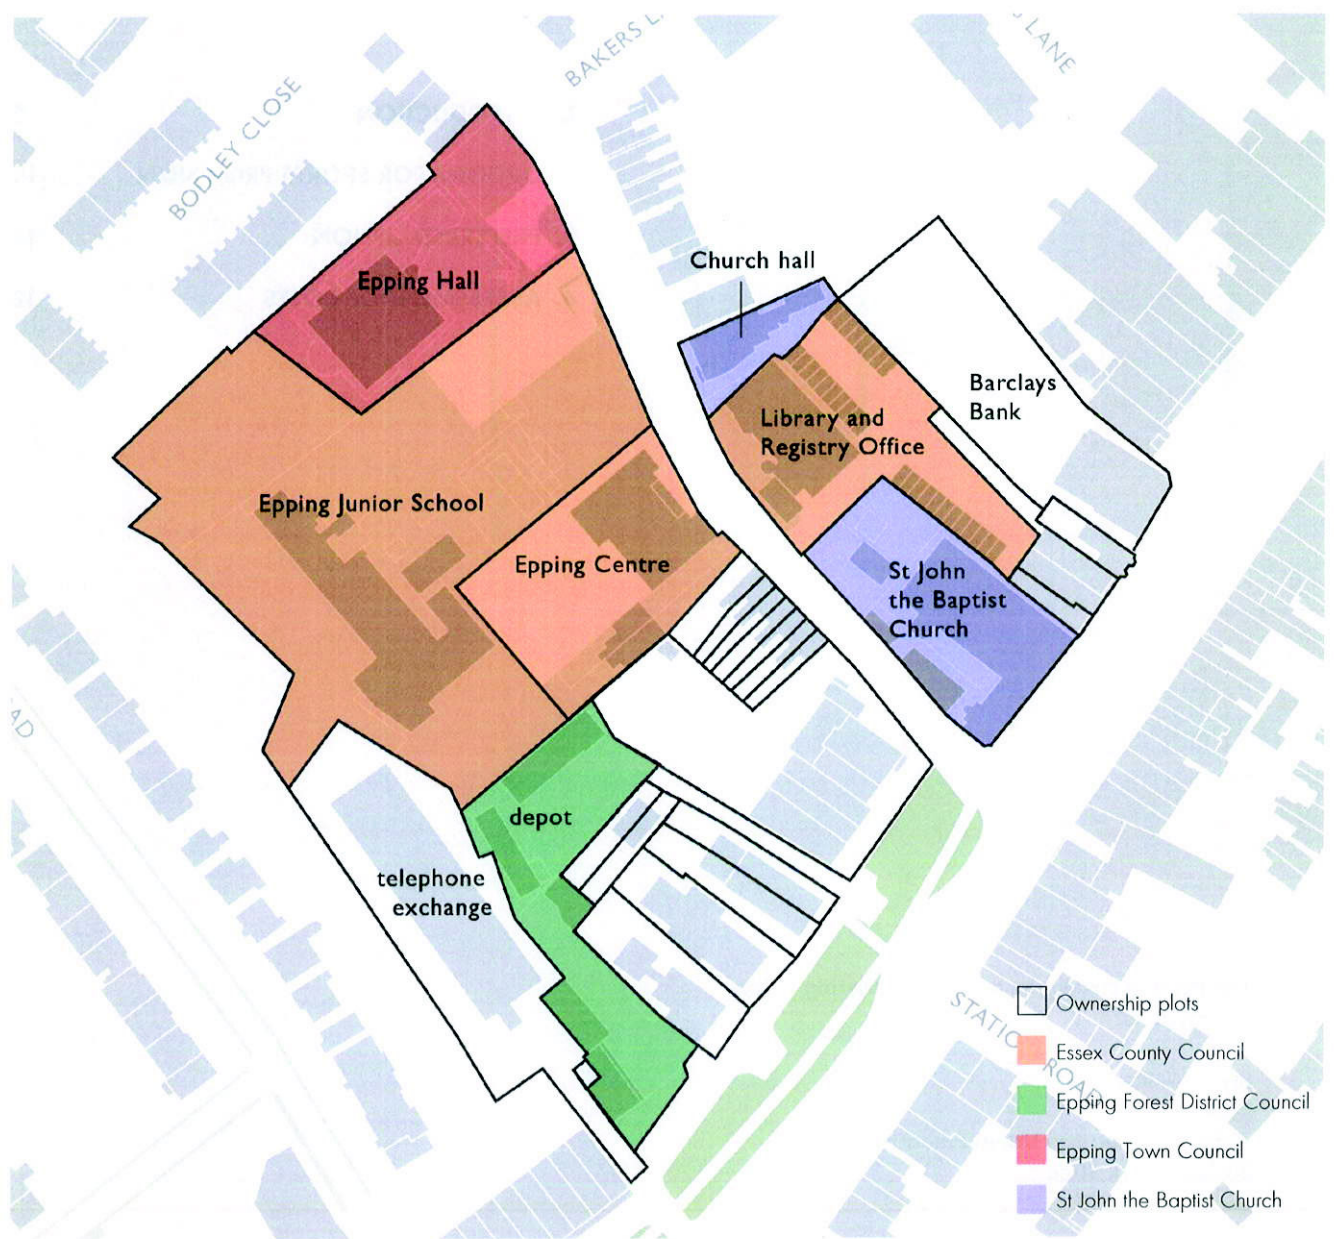 BODLEY CLOSE
BAKERS
LANE
Epping Hall
Church hall
Barclays
Bank
Library and
Registry Office
Epping Junior School
Epping Centre
St John
the Baptist
Church
depot
telephone
exchange
STATION ROAD
Ownership plots
Essex County Council
Epping Forest District Council
Epping Town Council
St John the Baptist Church